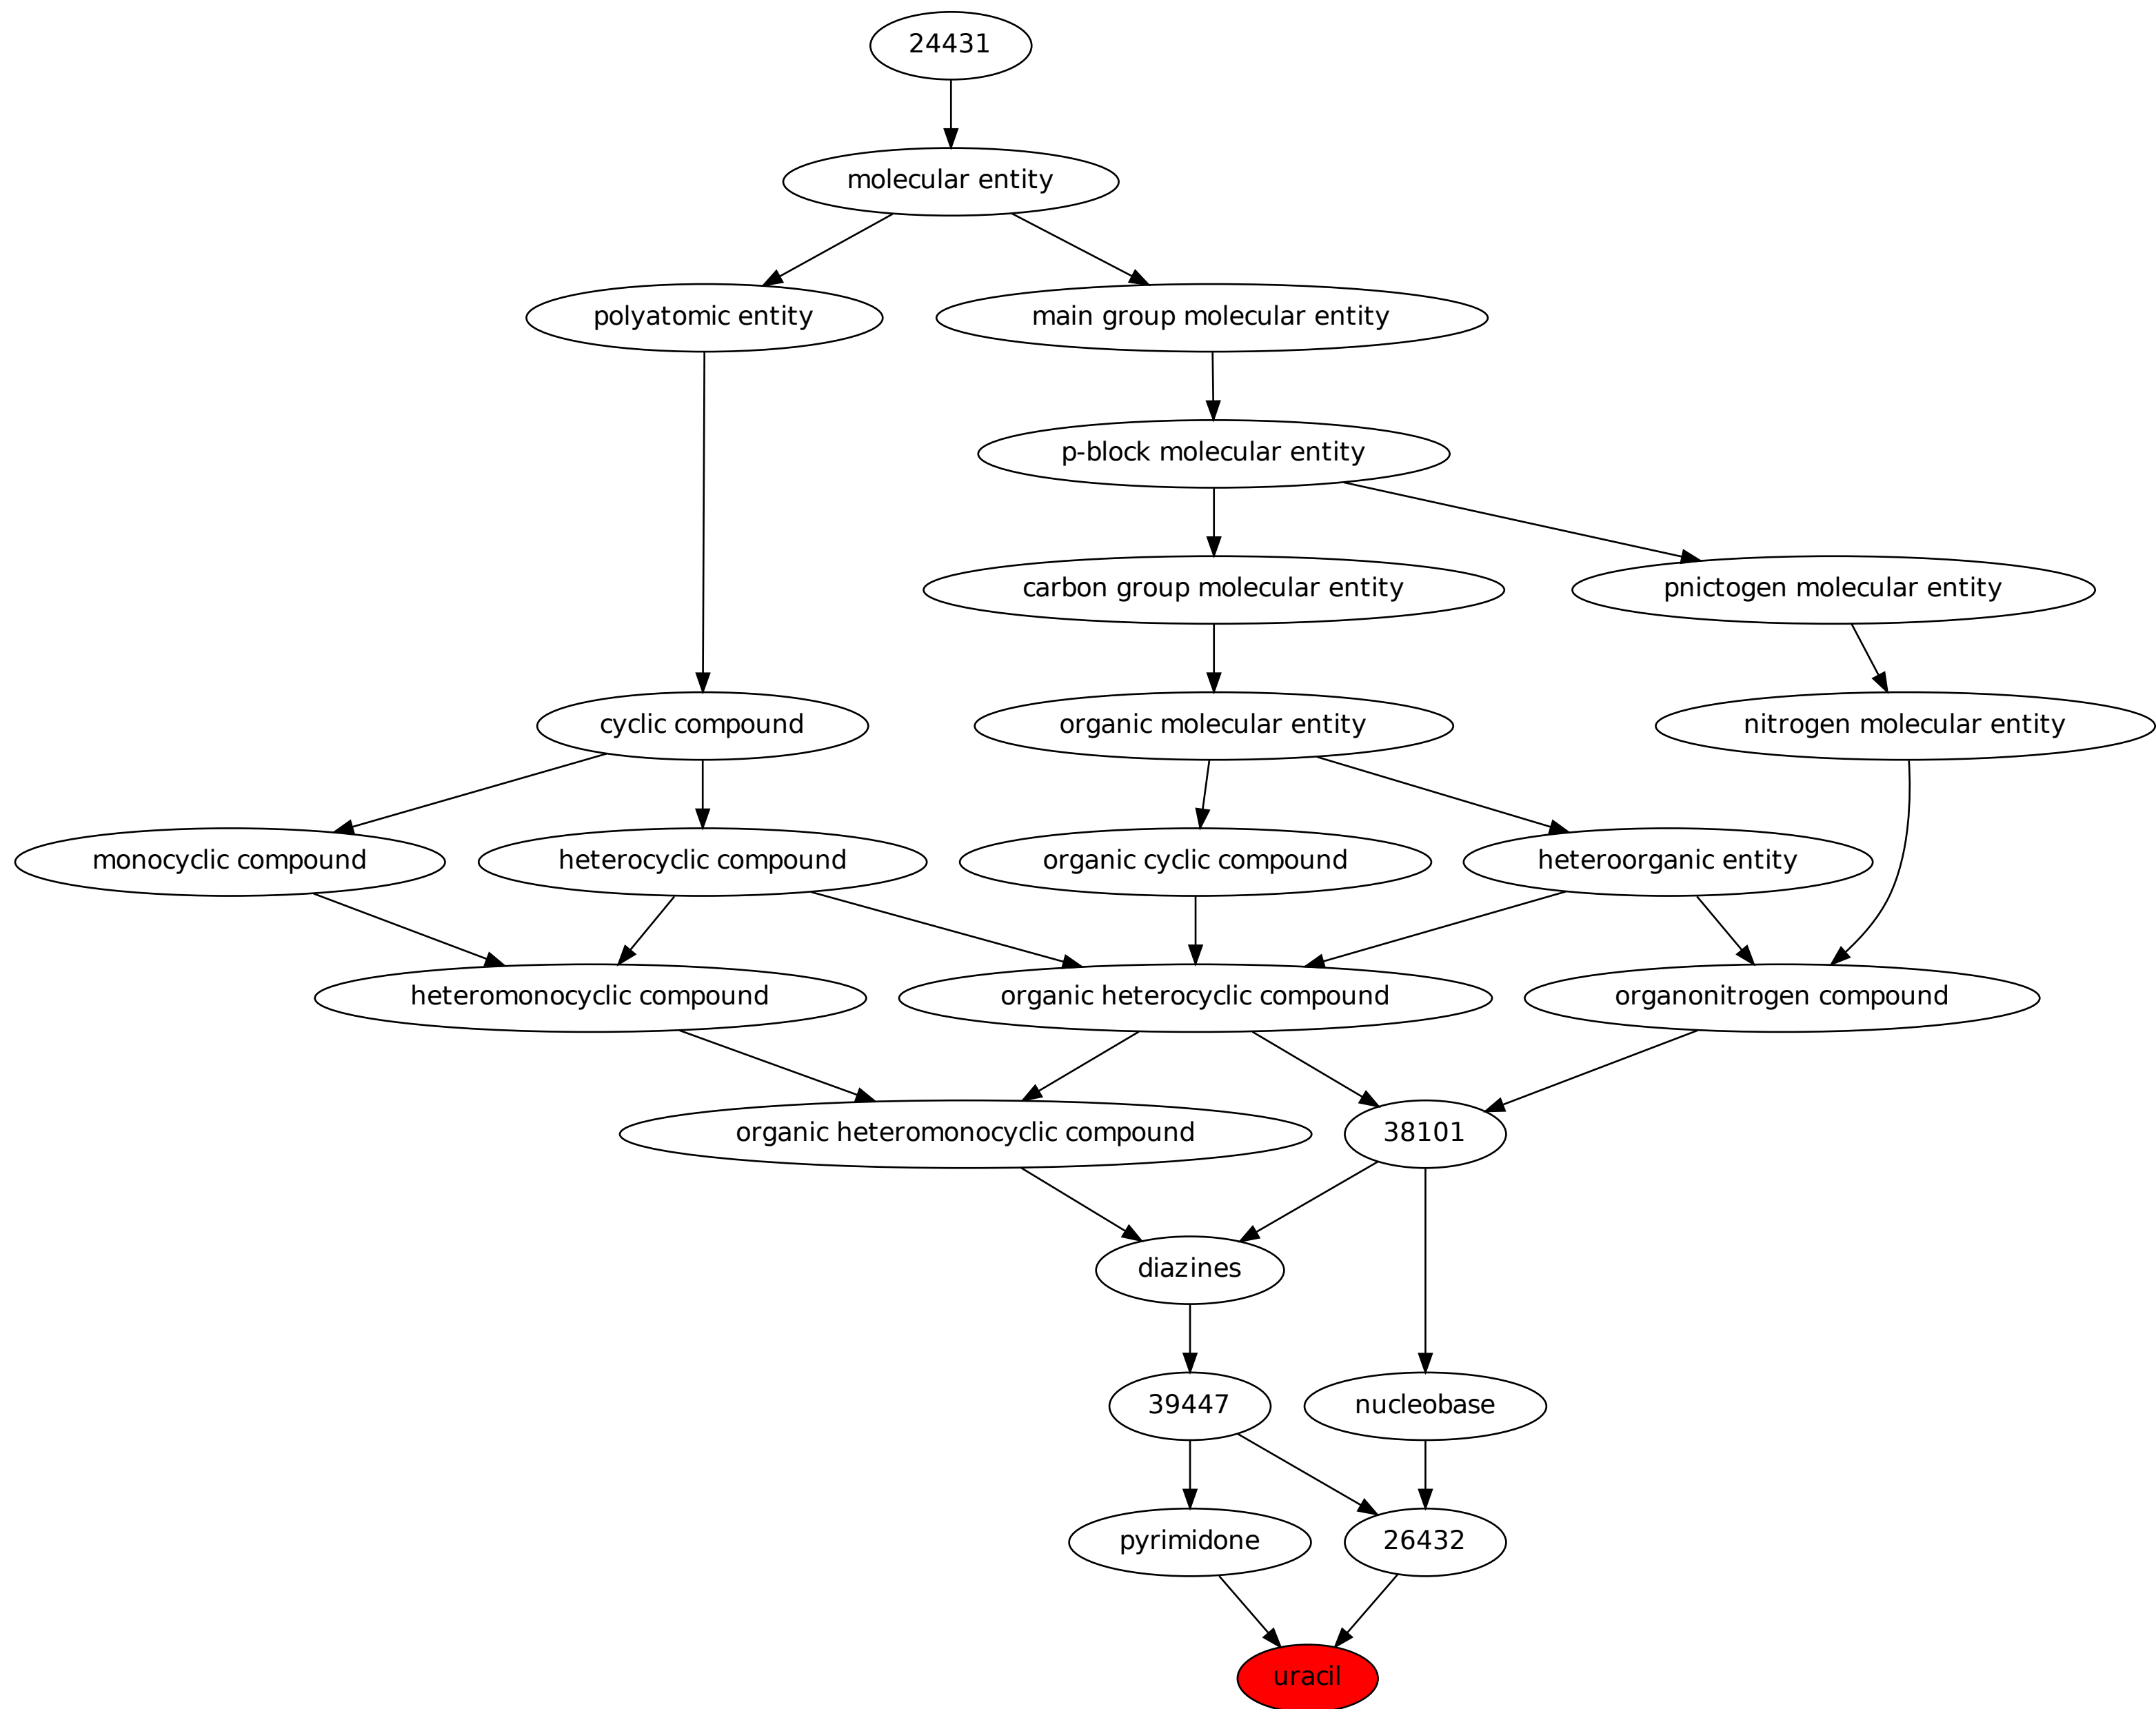 24431
molecular entity
polyatomic entity
main group molecular entity
p-block molecular entity
carbon group molecular entity
pnictogen molecular entity
cyclic compound
organic molecular entity
nitrogen molecular entity
monocyclic compound
heterocyclic compound
organic cyclic compound
heteroorganic entity
heteromonocyclic compound
organic heterocyclic compound
organonitrogen compound
organic heteromonocyclic compound
38101
diazines
39447
nucleobase
pyrimidone
26432
uracil